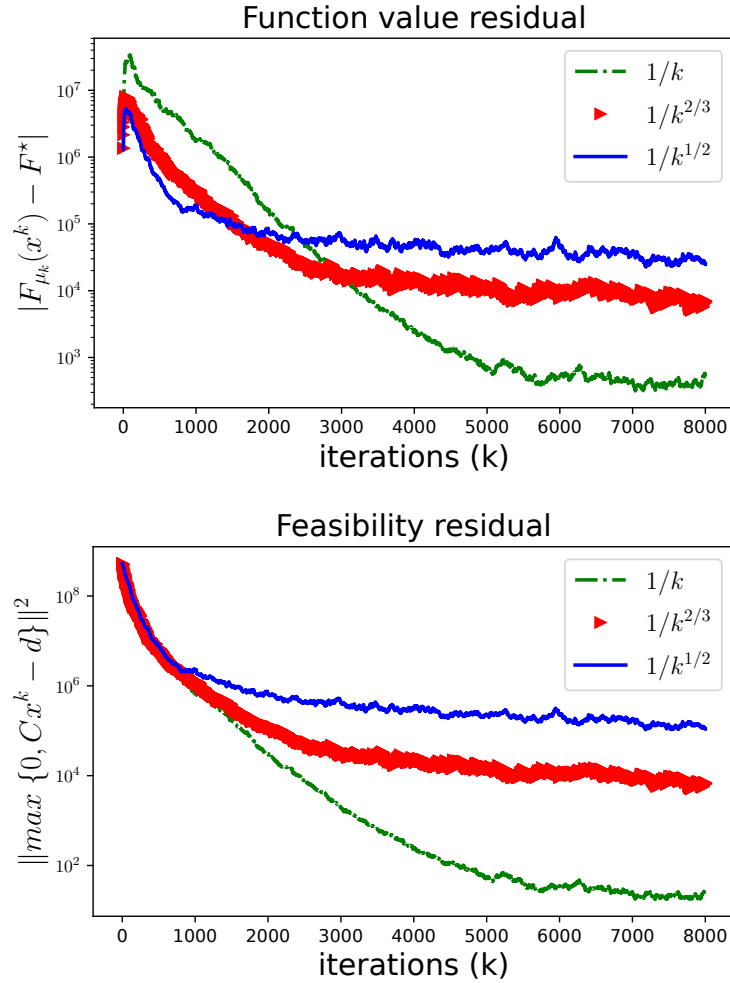 Function value residual
|F_{μ_k}(x^k) − F^⋆|
10^7
10^6
10^5
10^4
10^3
1/k
1/k^{2/3}
1/k^{1/2}
0 1000 2000 3000 4000 5000 6000 7000 8000
iterations (k)
Feasibility residual
‖max {0, Cx^k − d}‖^2
10^8
10^6
10^4
10^2
1/k
1/k^{2/3}
1/k^{1/2}
0 1000 2000 3000 4000 5000 6000 7000 8000
iterations (k)